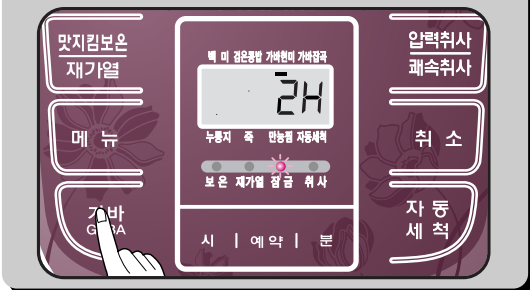 맛지킴보온
재가열
메 뉴
가바
GABA
백 미 검은콩밥 가바현미 가바잡곡
2H
누룽지 죽 만능찜 자동세척
보 온 재가열 잠 금 취 사
시 | 예 약 | 분
압력취사
쾌속취사
취 소
자 동
세 척